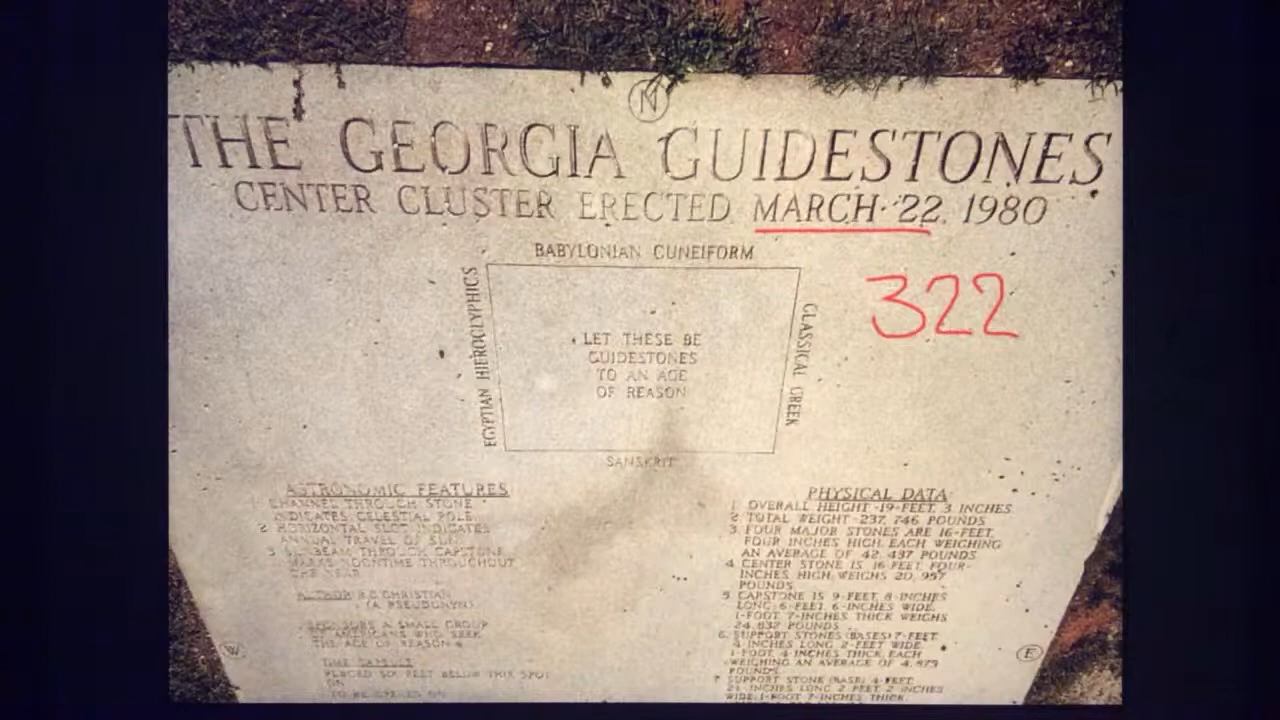 N
THE GEORGIA GUIDESTONES
CENTER CLUSTER ERECTED MARCH 22, 1980
322
BABYLONIAN CUNEIFORM
EGYPTIAN HIEROGLYPHICS
CLASSICAL GREEK
LET THESE BE
GUIDESTONES
TO AN AGE
OF REASON
SANSKRIT
ASTRONOMIC FEATURES
1. CHANNEL THROUGH STONE
INDICATES CELESTIAL POLE.
2. HORIZONTAL SLOT INDICATES
ANNUAL TRAVEL OF SUN.
3. SUNBEAM THROUGH CAPSTONE
MARKS NOONTIME THROUGHOUT
THE YEAR
AUTHOR: R.C. CHRISTIAN
(A PSEUDONYN)
SPONSORS: A SMALL GROUP
OF AMERICANS WHO SEEK
THE AGE OF REASON
TIME CAPSULE
PLACED SIX FEET BELOW THIS SPOT
ON
TO BE OPENED ON
W
PHYSICAL DATA
1. OVERALL HEIGHT-19-FEET, 3 INCHES.
2. TOTAL WEIGHT-237,746 POUNDS
3. FOUR MAJOR STONES ARE 16-FEET,
FOUR INCHES HIGH, EACH WEIGHING
AN AVERAGE OF 42,437 POUNDS
4. CENTER STONE IS 16 FEET, FOUR-
INCHES HIGH, WEIGHS 20,957
POUNDS.
5. CAPSTONE IS 9-FEET, 8-INCHES
LONG, 6-FEET, 6-INCHES WIDE,
1-FOOT, 7-INCHES THICK. WEIGHS
24,832 POUNDS.
6. SUPPORT STONES (BASES) 7-FEET,
4 INCHES LONG 2-FEET WIDE.
1-FOOT, 4-INCHES THICK, EACH
WEIGHING AN AVERAGE OF 4,875
POUNDS.
7. SUPPORT STONE (BASE) 4-FEET,
2½ INCHES LONG, 2 FEET, 2-INCHES
WIDE, 1-FOOT, 7-INCHES THICK.
E